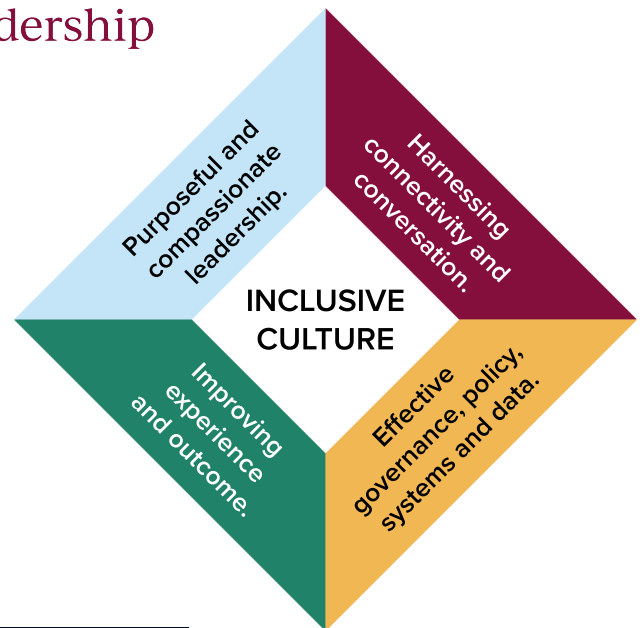 dership
Purposeful and
compassionate
leadership.
Harnessing
connectivity and
conversation.
INCLUSIVE
CULTURE
Improving
experience
and outcome.
Effective
governance, policy,
systems and data.